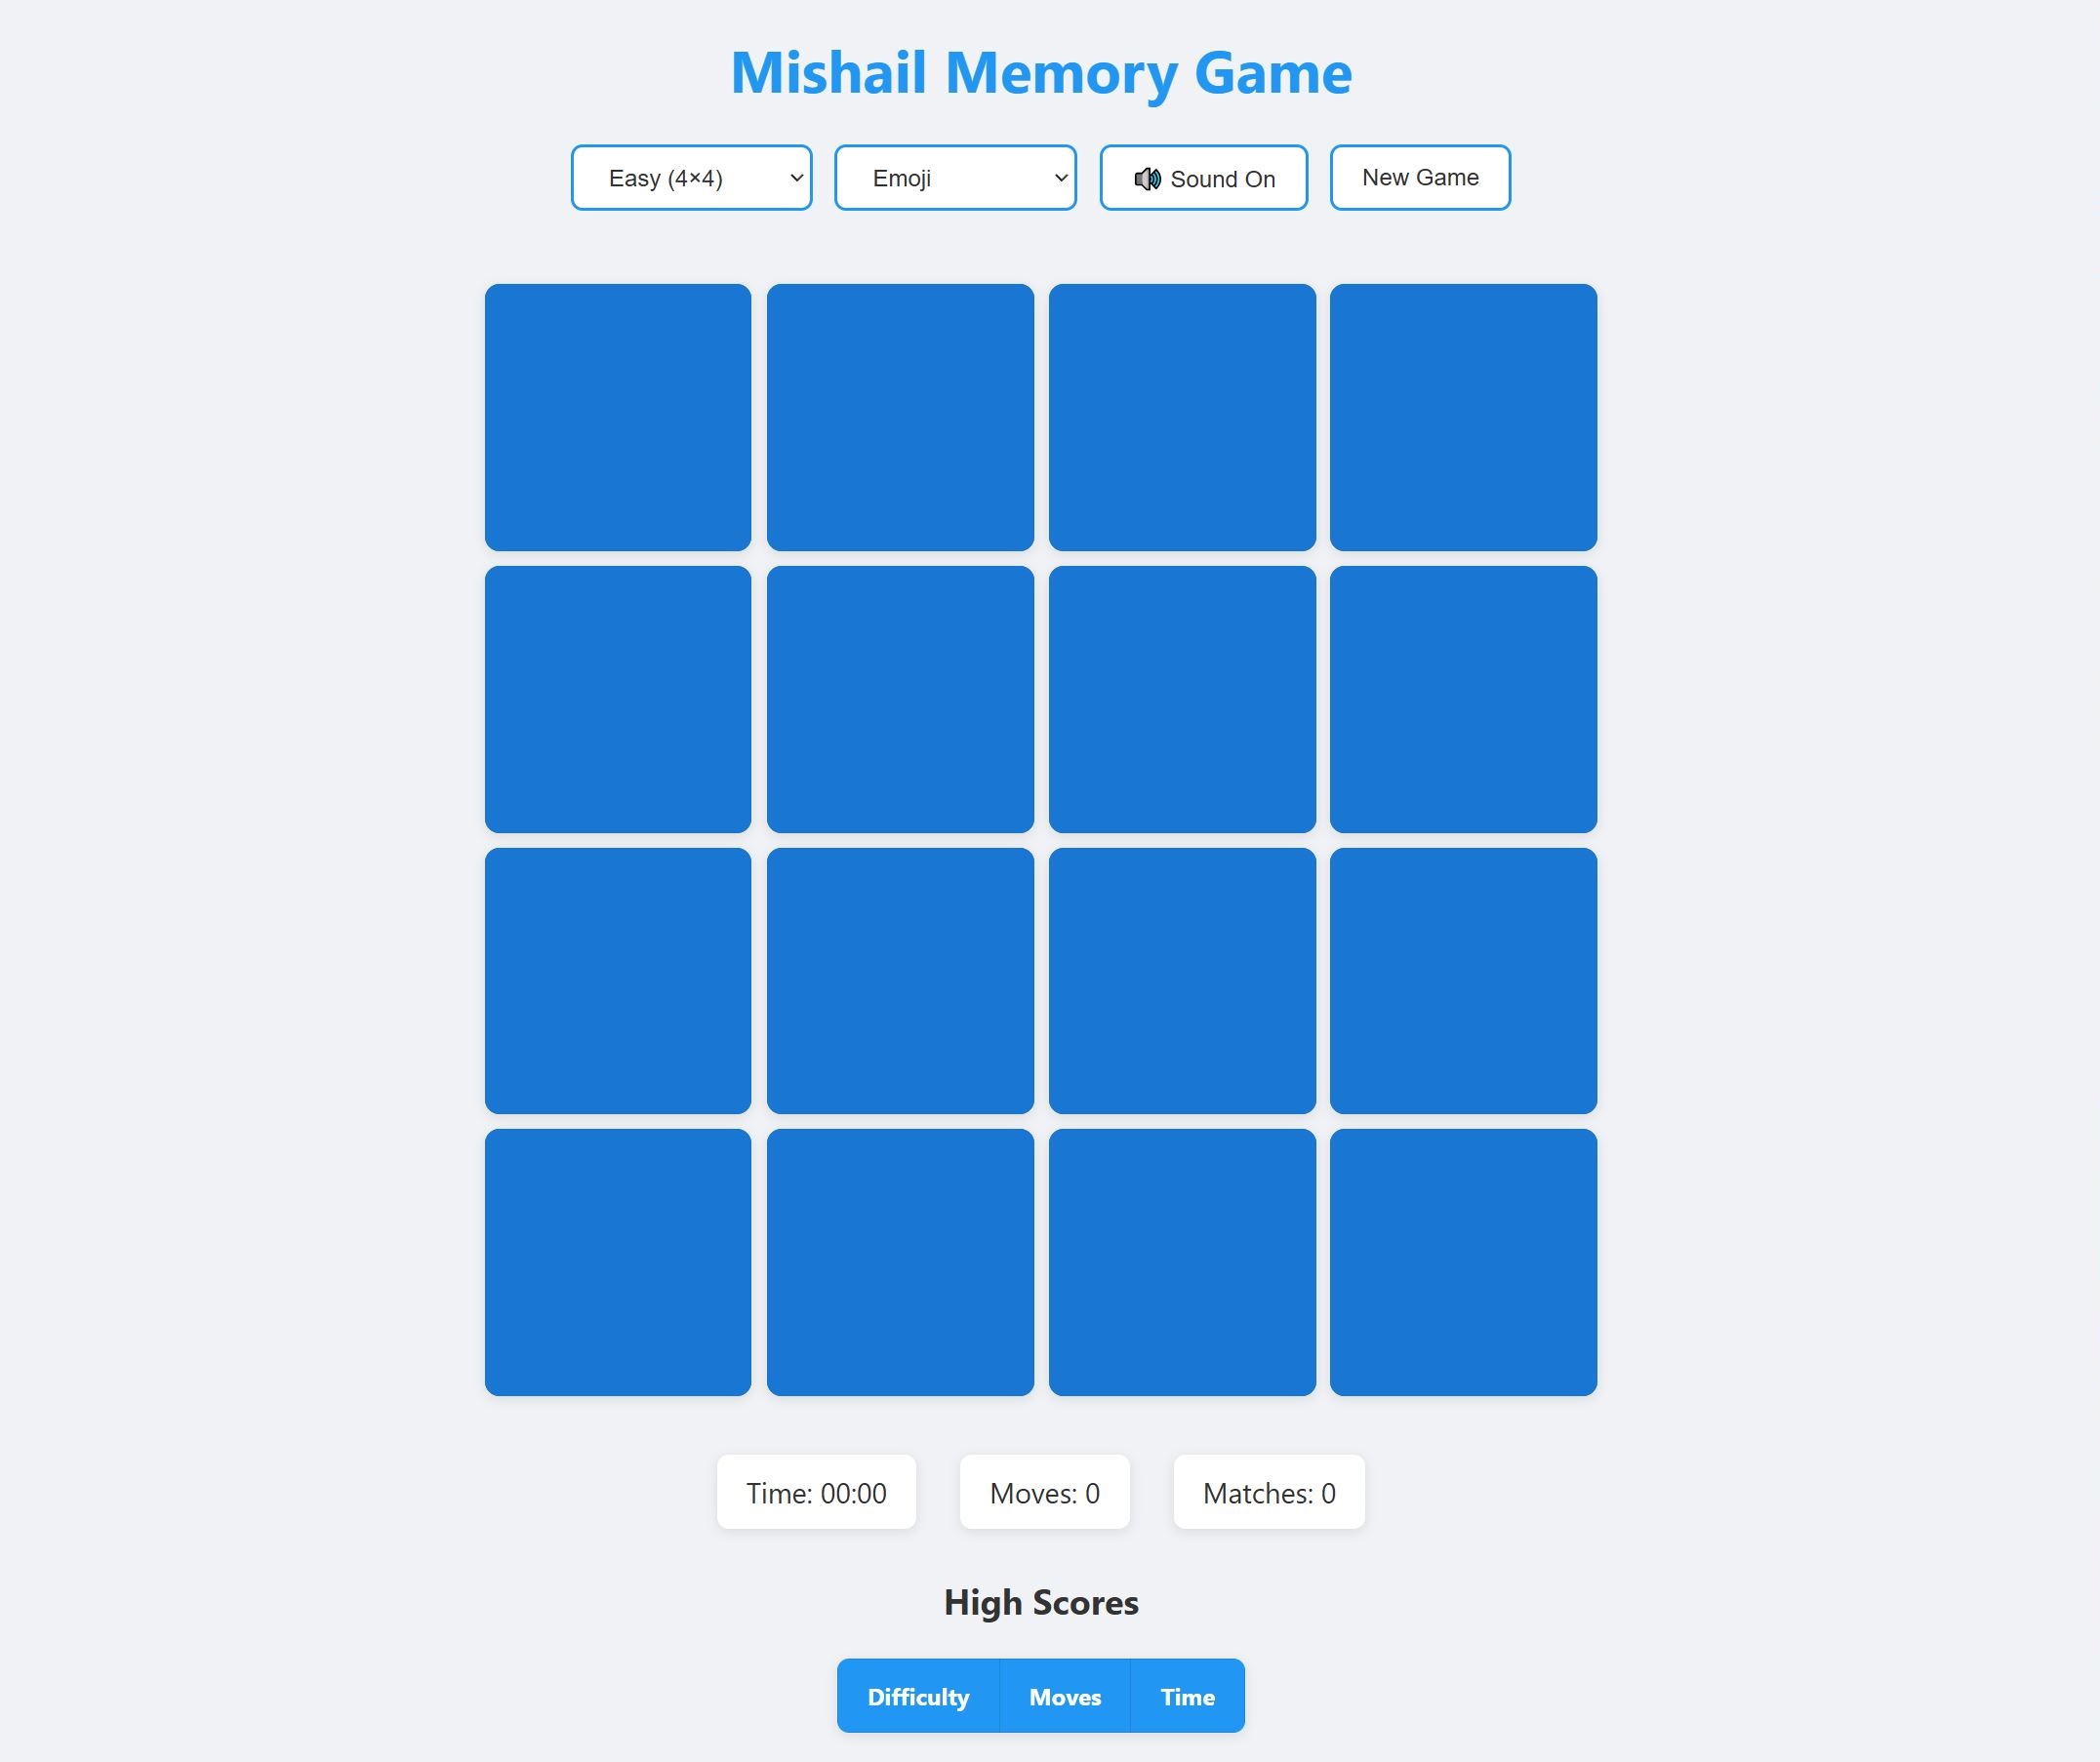 Mishail Memory Game
Easy (4×4) Emoji 🔊 Sound On New Game
Time: 00:00 Moves: 0 Matches: 0
High Scores
Difficulty Moves Time